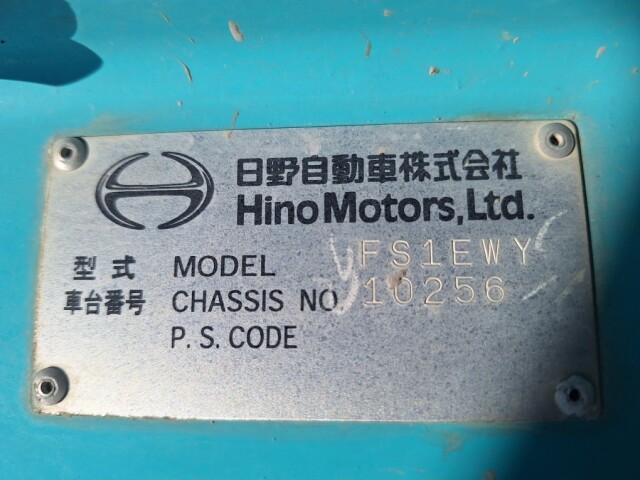 日野自動車株式会社
Hino Motors, Ltd.
型式 MODEL FS1EWY
車台番号 CHASSIS NO 10256
P. S. CODE